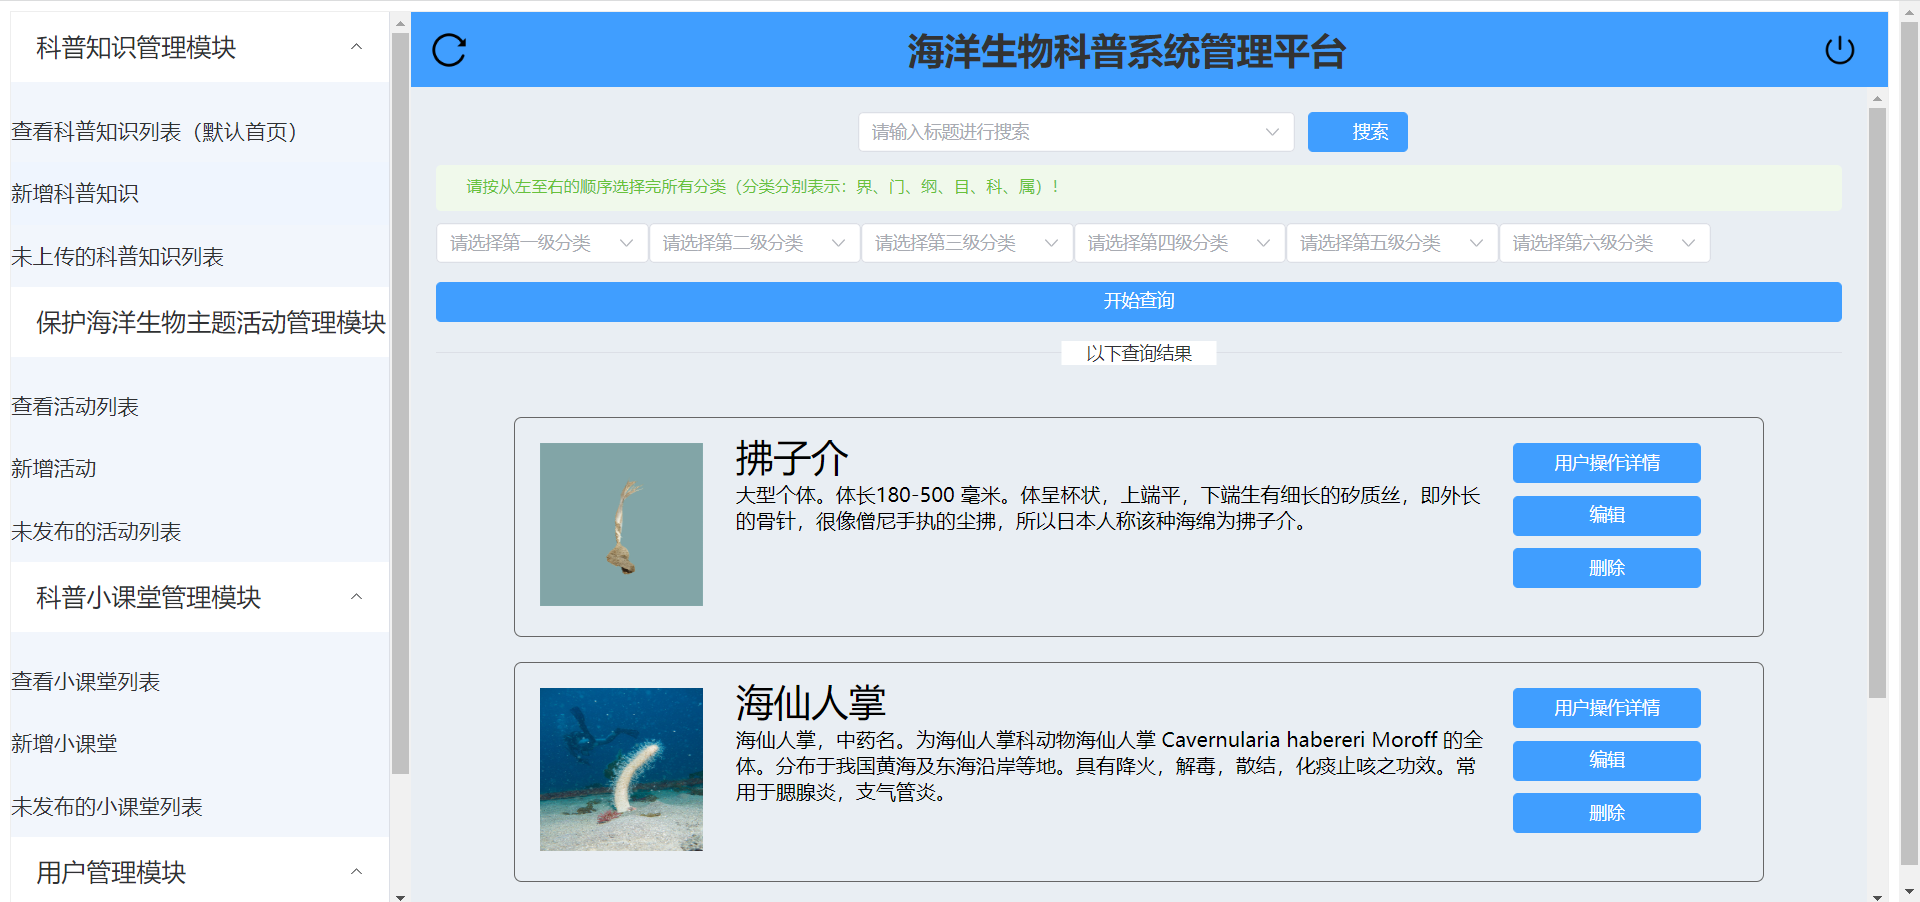 科普知识管理模块
查看科普知识列表（默认首页）
新增科普知识
未上传的科普知识列表
保护海洋生物主题活动管理模块
查看活动列表
新增活动
未发布的活动列表
科普小课堂管理模块
查看小课堂列表
新增小课堂
未发布的小课堂列表
用户管理模块
海洋生物科普系统管理平台
请输入标题进行搜索
搜索
请按从左至右的顺序选择完所有分类（分类分别表示：界、门、纲、目、科、属）！
请选择第一级分类
请选择第二级分类
请选择第三级分类
请选择第四级分类
请选择第五级分类
请选择第六级分类
开始查询
以下查询结果
拂子介
大型个体。体长180-500 毫米。体呈杯状，上端平，下端生有细长的矽质丝，即外长
的骨针，很像僧尼手执的尘拂，所以日本人称该种海绵为拂子介。
用户操作详情
编辑
删除
海仙人掌
海仙人掌，中药名。为海仙人掌科动物海仙人掌 Cavernularia habereri Moroff 的全
体。分布于我国黄海及东海沿岸等地。具有降火，解毒，散结，化痰止咳之功效。常
用于腮腺炎，支气管炎。
用户操作详情
编辑
删除